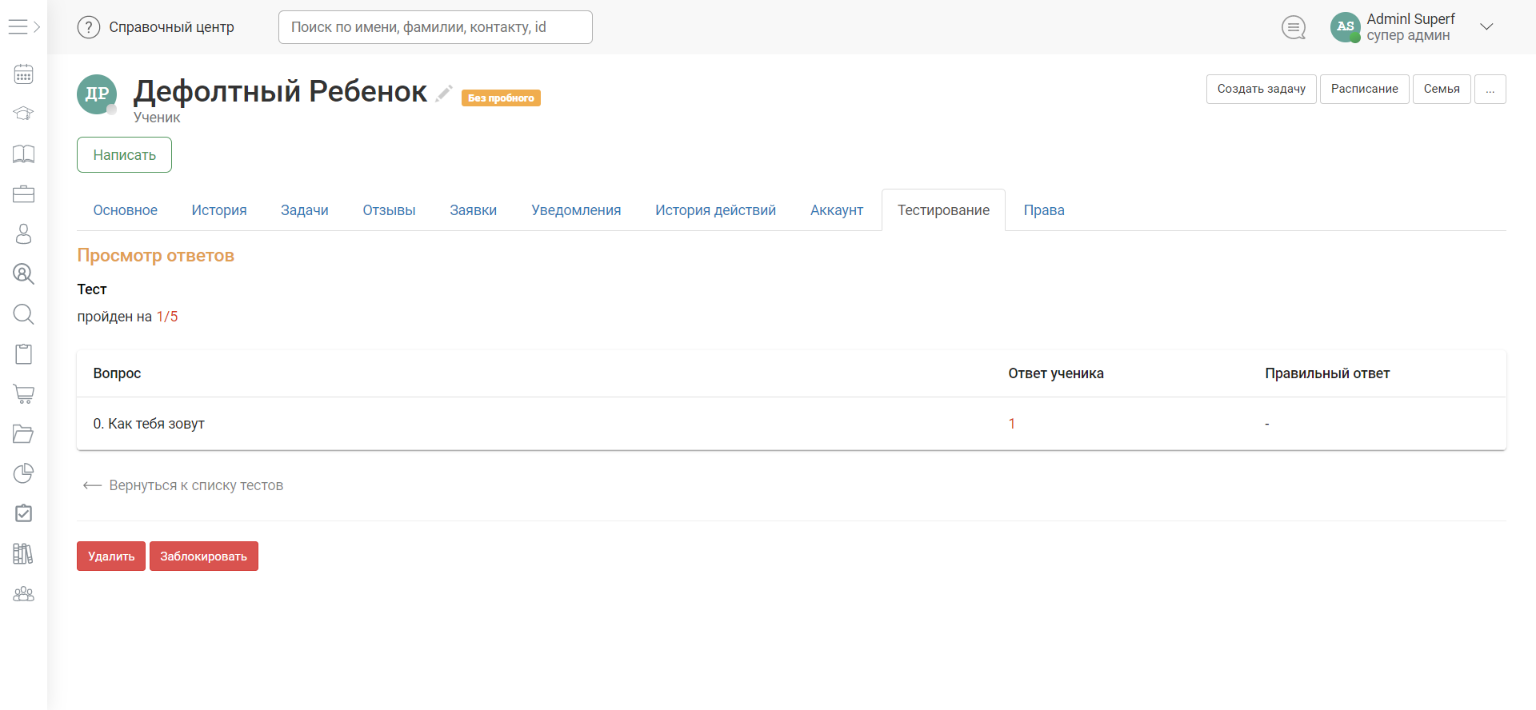 ? Справочный центр Поиск по имени, фамилии, контакту, id AS Adminl Superf
супер админ
ДР Дефолтный Ребенок Без пробного Создать задачу Расписание Семья ...
Ученик
Написать
Основное История Задачи Отзывы Заявки Уведомления История действий Аккаунт Тестирование Права
Просмотр ответов
Тест
пройден на 1/5
Вопрос Ответ ученика Правильный ответ
0. Как тебя зовут 1 -
Вернуться к списку тестов
Удалить Заблокировать